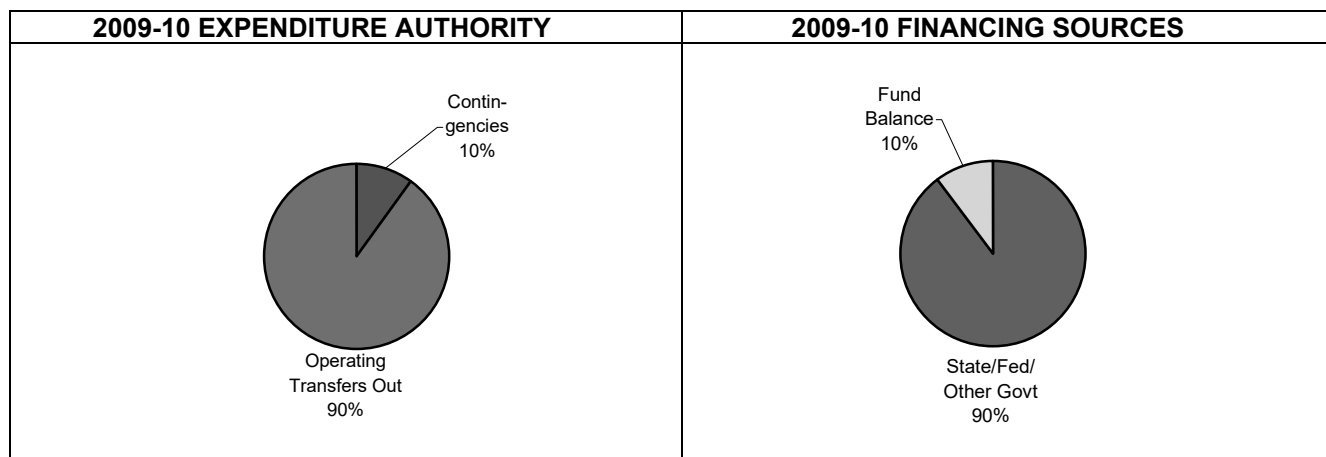 2009-10 EXPENDITURE AUTHORITY
2009-10 FINANCING SOURCES
Contin-
gencies
10%
Operating
Transfers Out
90%
Fund
Balance
10%
State/Fed/
Other Govt
90%